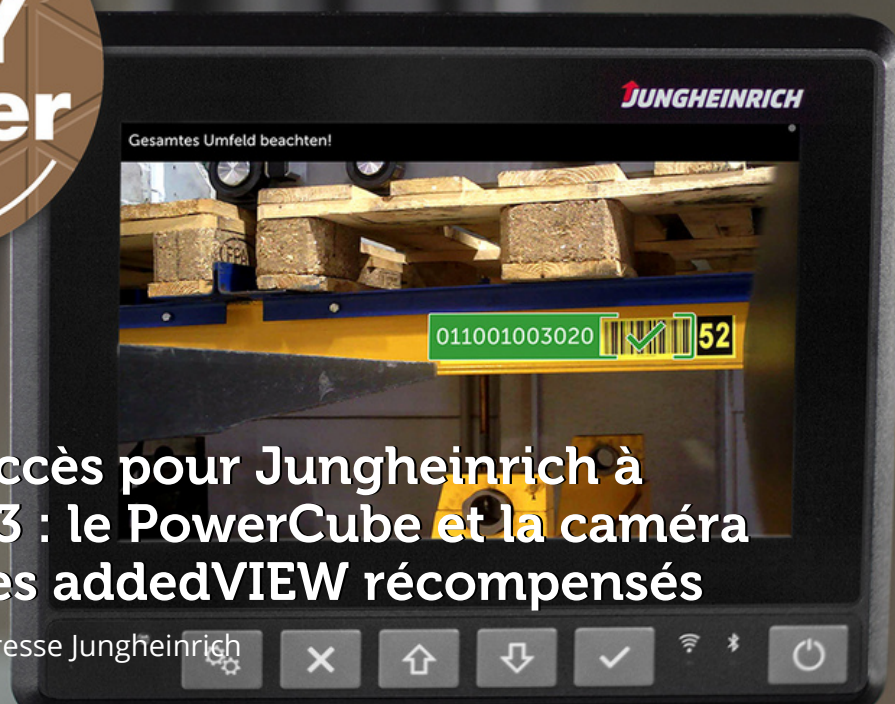 er
JUNGHEINRICH
Gesamtes Umfeld beachten!
011001003020
52
ccès pour Jungheinrich à
3 : le PowerCube et la caméra
es addedVIEW récompensés
resse Jungheinrich